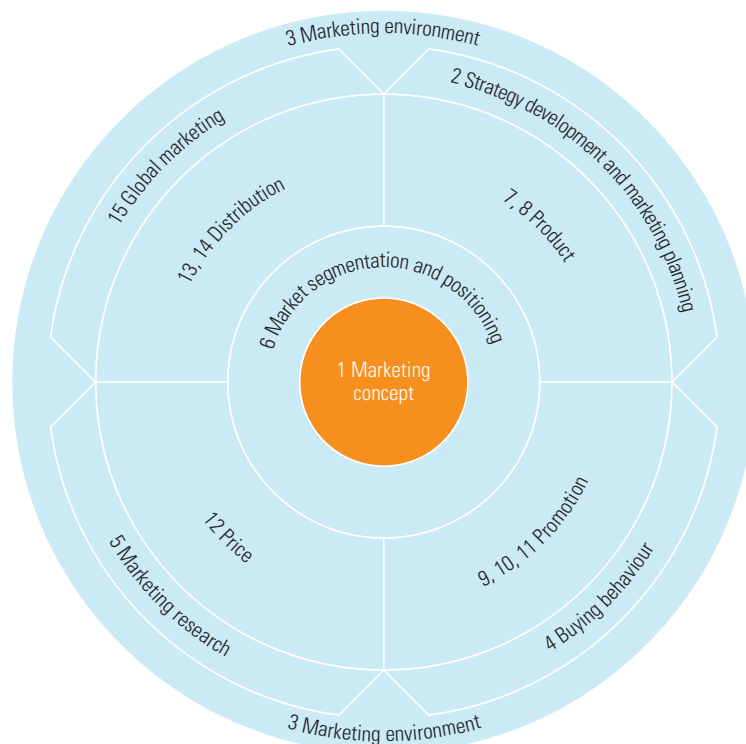 3 Marketing environment
2 Strategy development and marketing planning
15 Global marketing
13, 14 Distribution
7, 8 Product
6 Market segmentation and positioning
1 Marketing
concept
12 Price
9, 10, 11 Promotion
5 Marketing research
4 Buying behaviour
3 Marketing environment